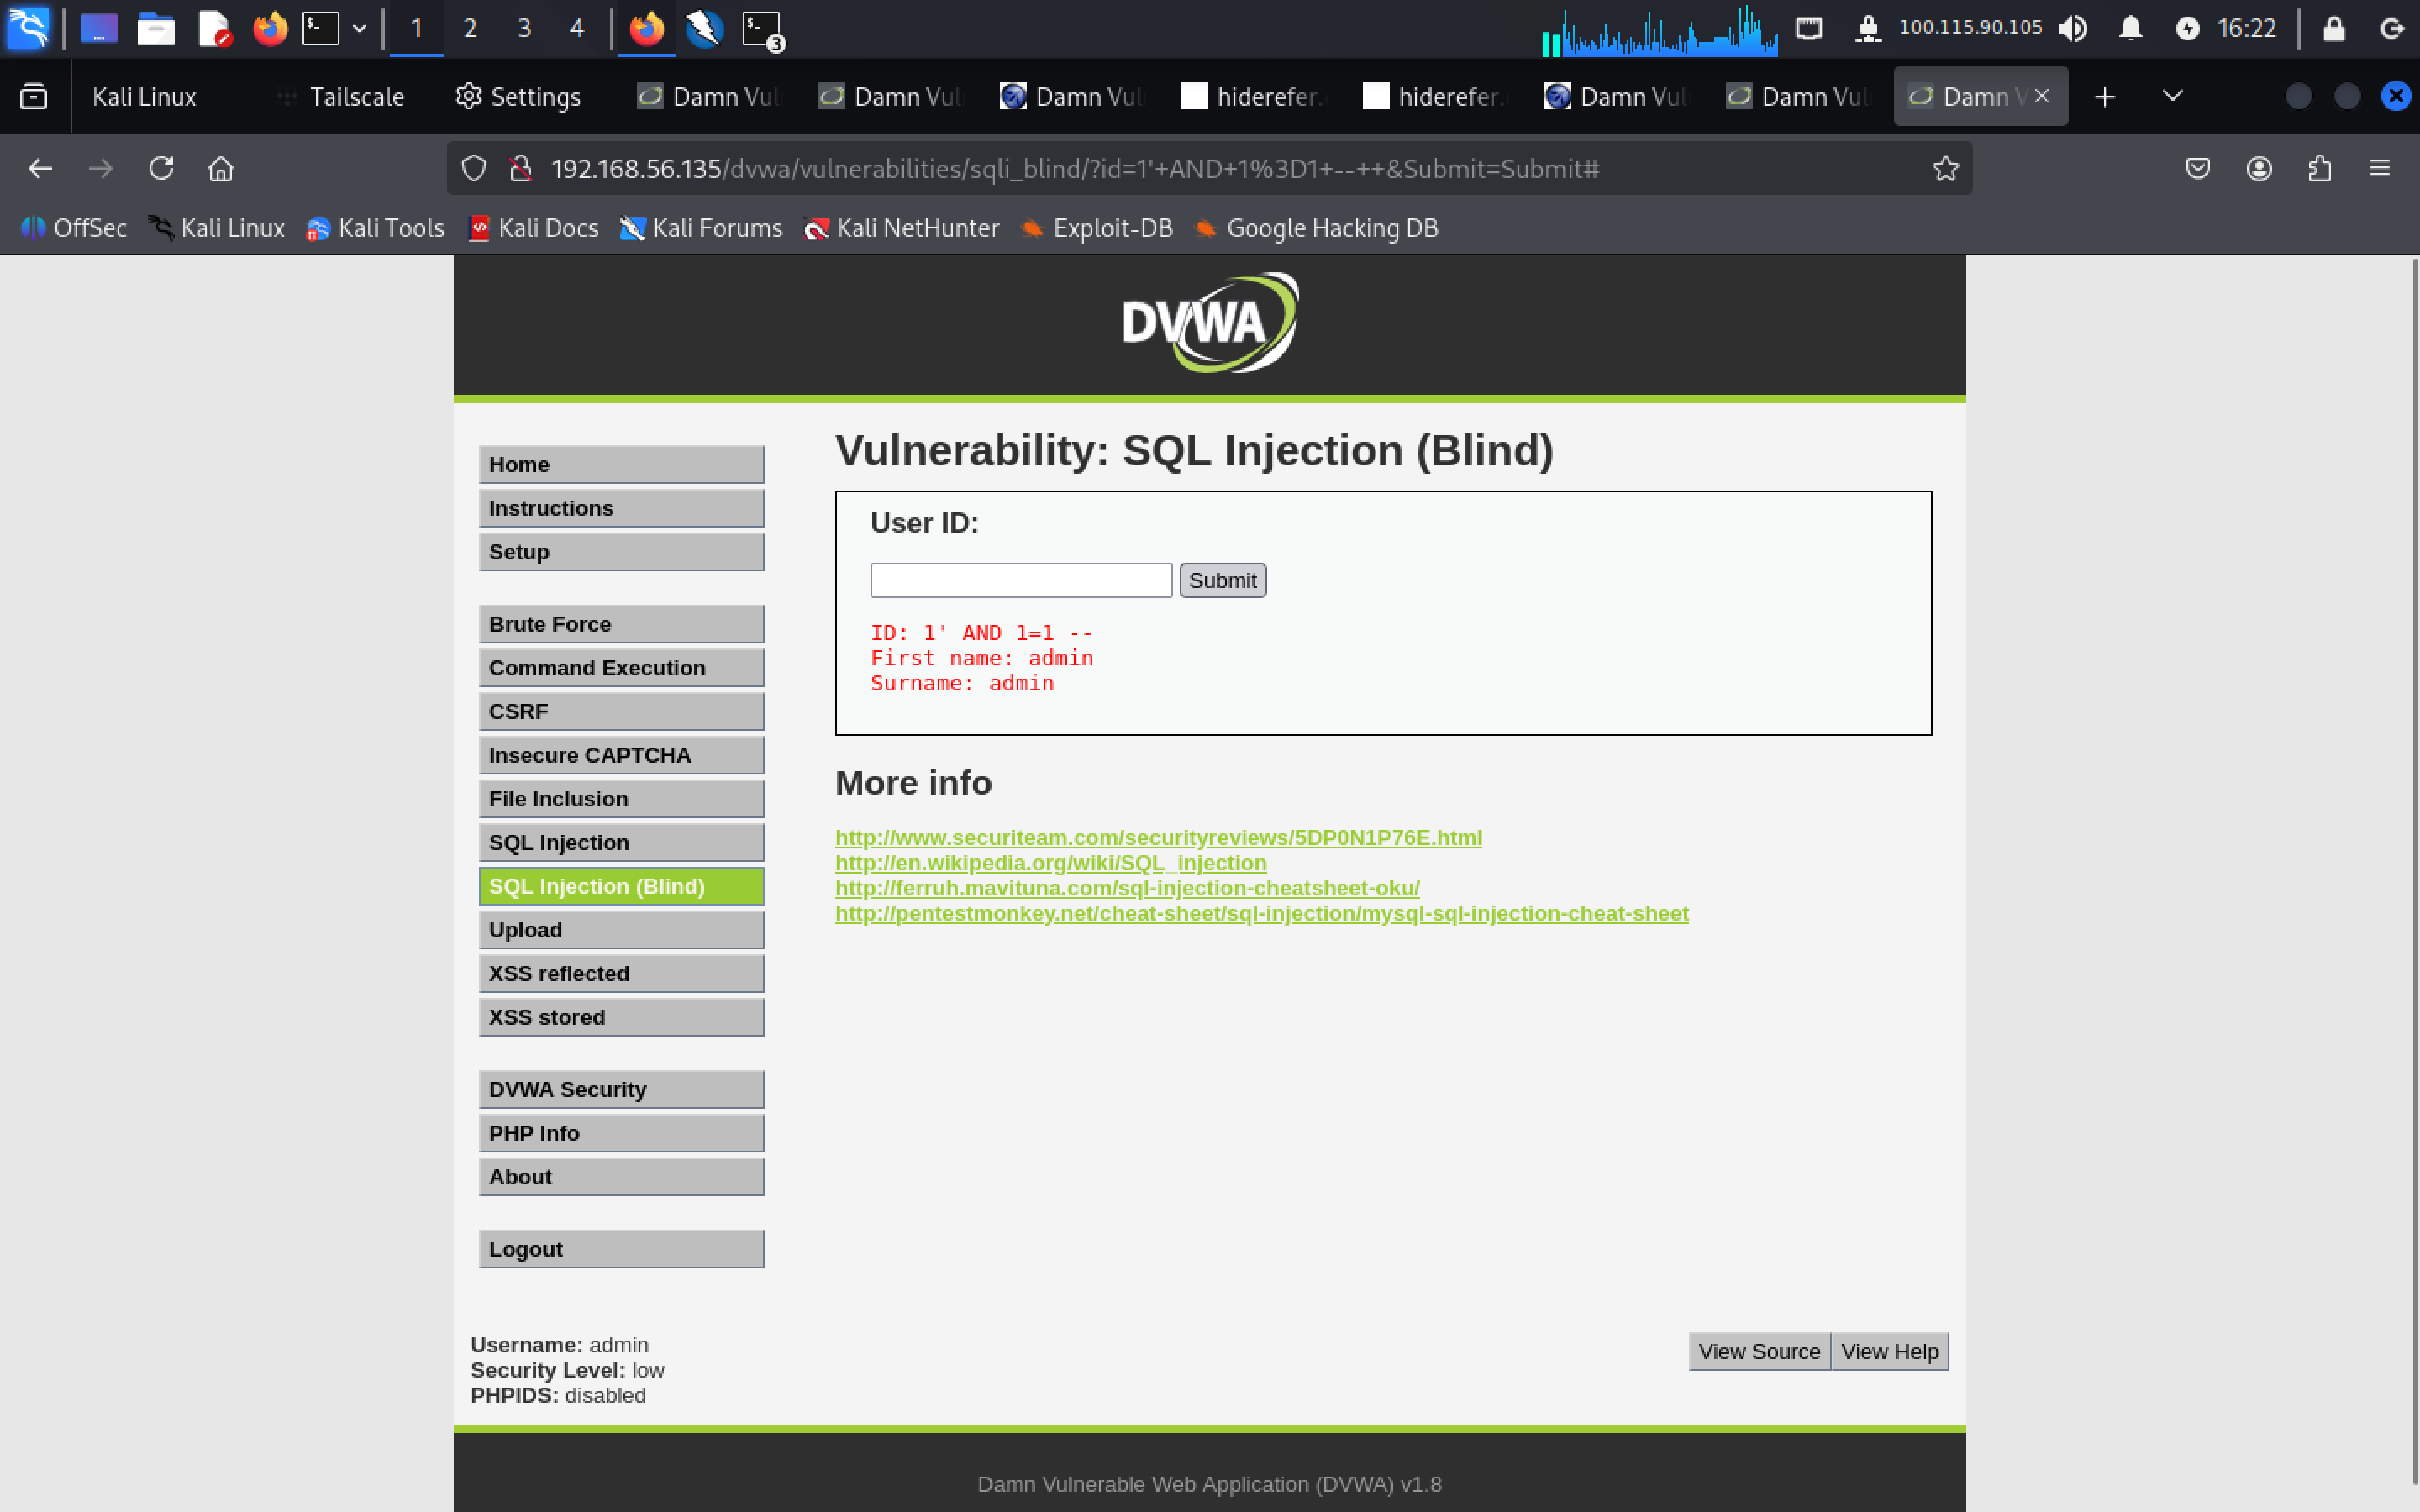 1 2 3 4 3 100.115.90.105 16:22
Kali Linux Tailscale Settings Damn Vul Damn Vul Damn Vul hiderefer. hiderefer. Damn Vul Damn Vul Damn V
192.168.56.135/dvwa/vulnerabilities/sqli_blind/?id=1'+AND+1%3D1+--++&Submit=Submit#
OffSec Kali Linux Kali Tools Kali Docs Kali Forums Kali NetHunter Exploit-DB Google Hacking DB
DVWA
Home
Instructions
Setup
Brute Force
Command Execution
CSRF
Insecure CAPTCHA
File Inclusion
SQL Injection
SQL Injection (Blind)
Upload
XSS reflected
XSS stored
DVWA Security
PHP Info
About
Logout
Vulnerability: SQL Injection (Blind)
User ID:
Submit
ID: 1' AND 1=1 --
First name: admin
Surname: admin
More info
http://www.securiteam.com/securityreviews/5DP0N1P76E.html
http://en.wikipedia.org/wiki/SQL_injection
http://ferruh.mavituna.com/sql-injection-cheatsheet-oku/
http://pentestmonkey.net/cheat-sheet/sql-injection/mysql-sql-injection-cheat-sheet
Username: admin
Security Level: low
PHPIDS: disabled
View Source View Help
Damn Vulnerable Web Application (DVWA) v1.8